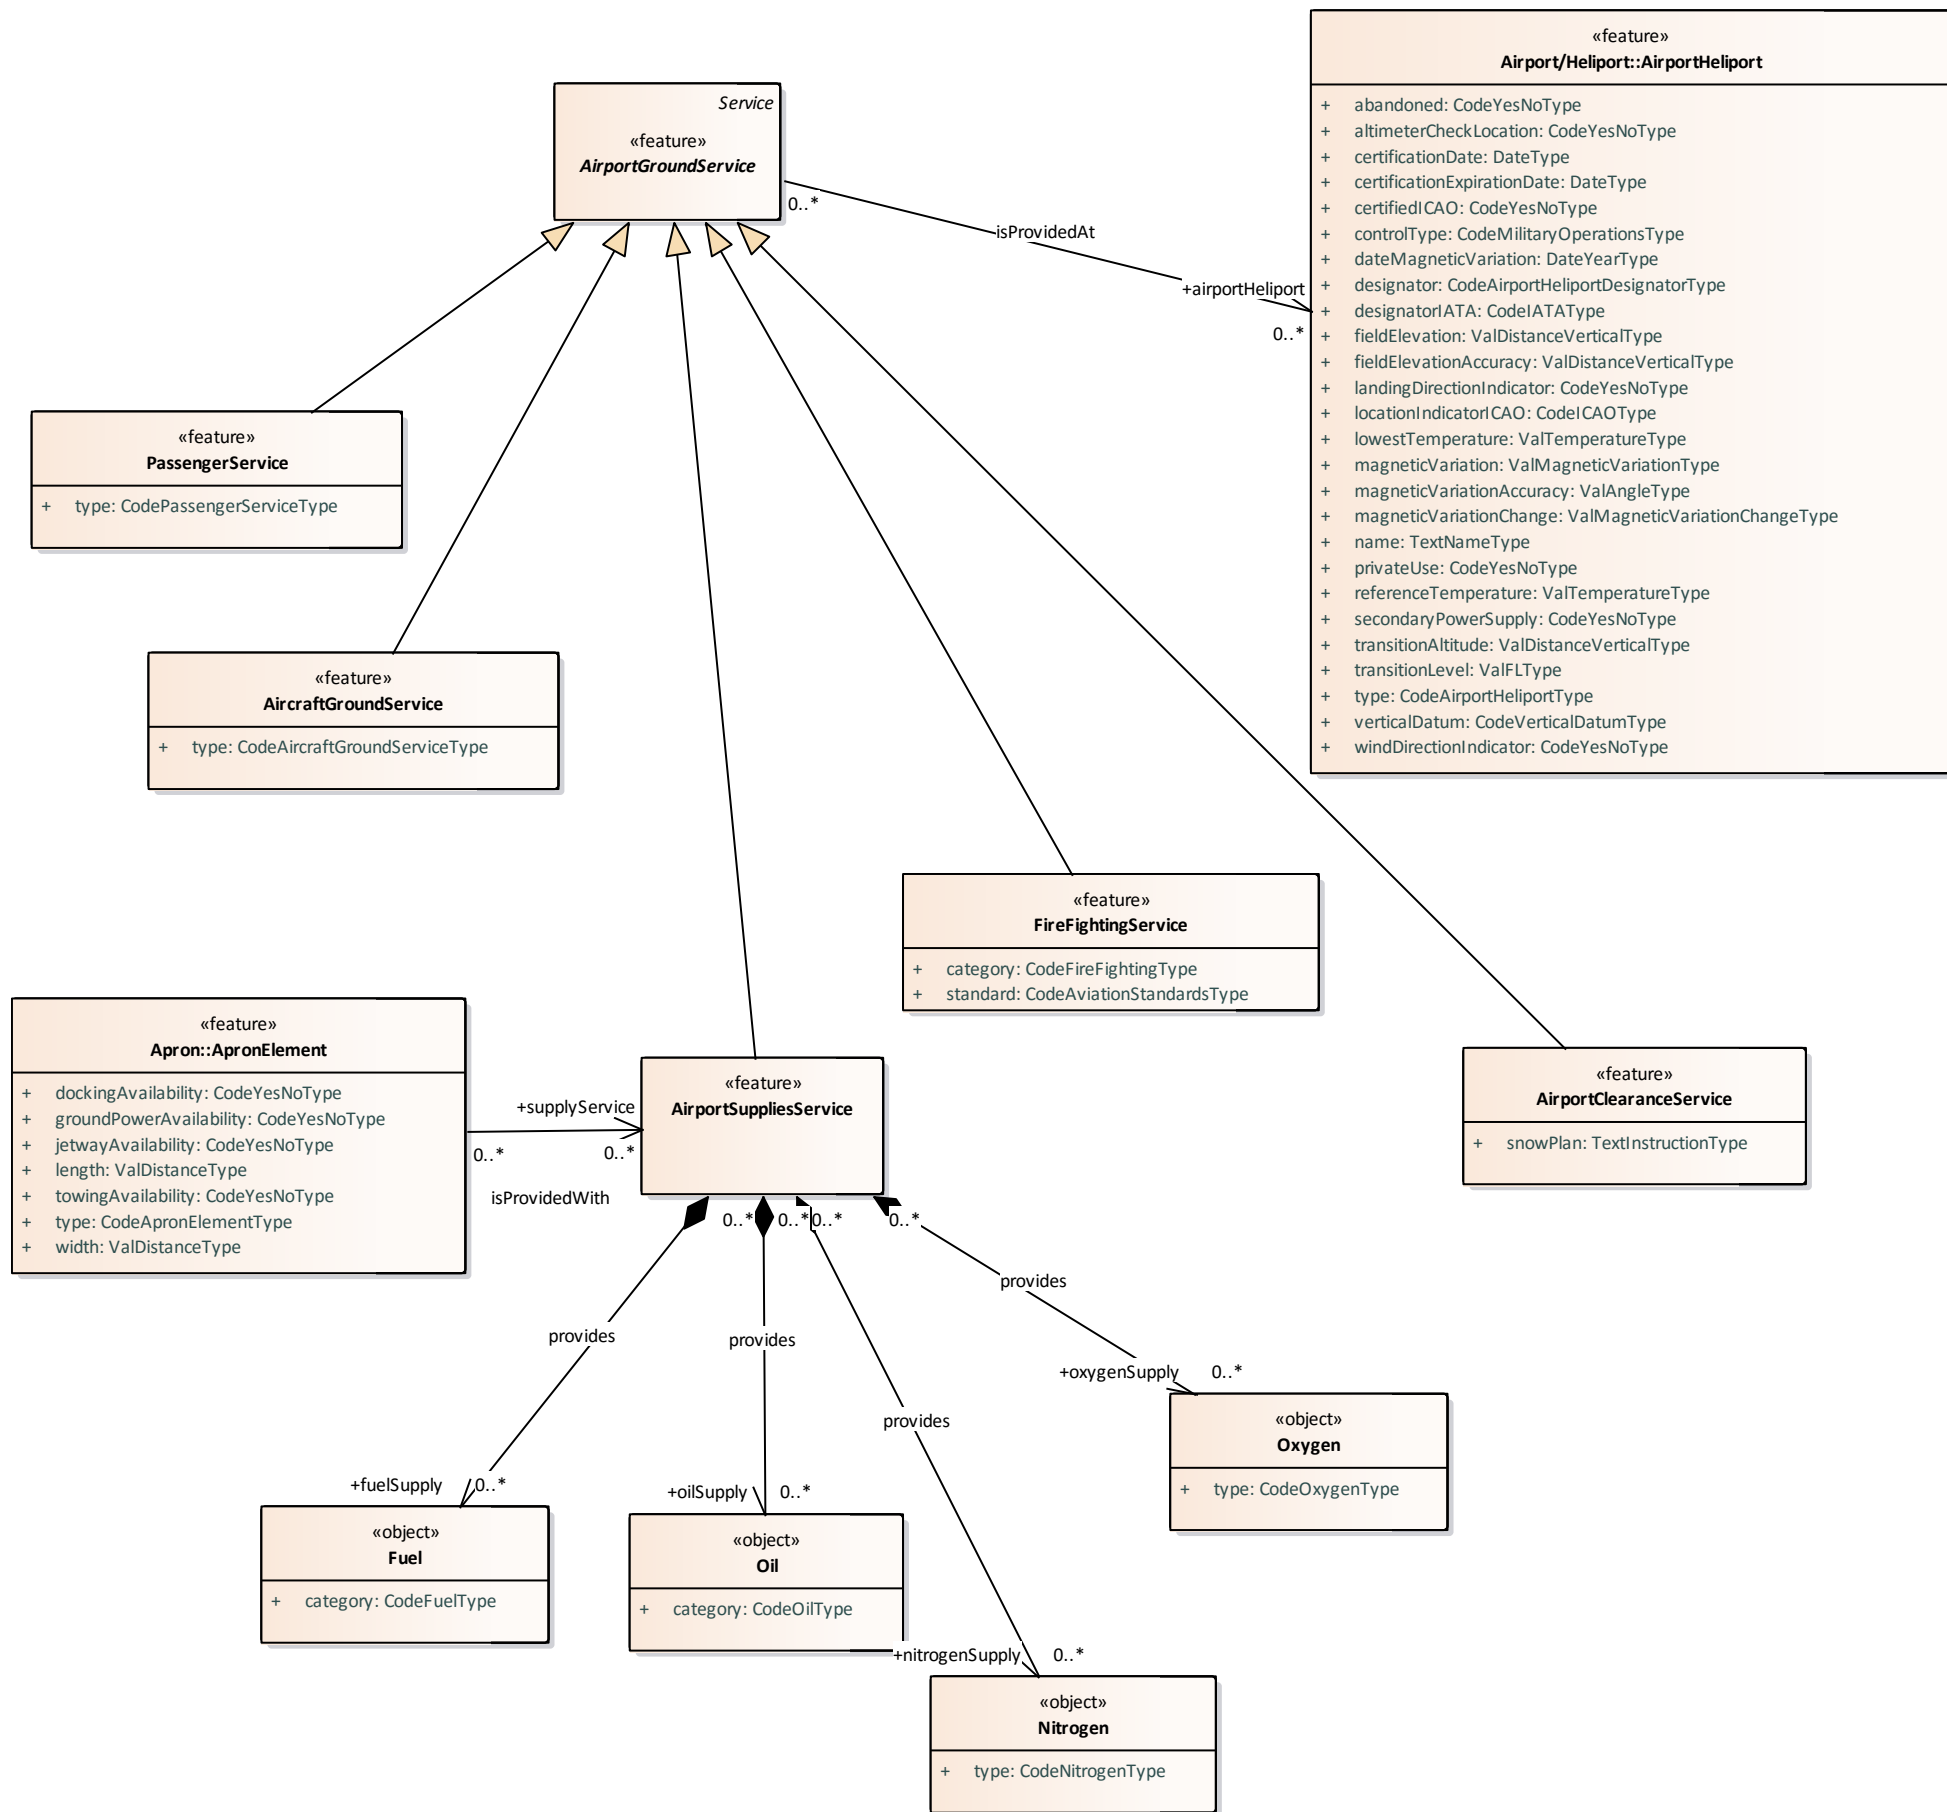 «feature»
Airport/Heliport::AirportHeliport
+ abandoned: CodeYesNoType
+ altimeterCheckLocation: CodeYesNoType
+ certificationDate: DateType
+ certificationExpirationDate: DateType
+ certifiedICAO: CodeYesNoType
+ controlType: CodeMilitaryOperationsType
+ dateMagneticVariation: DateYearType
+ designator: CodeAirportHeliportDesignatorType
+ designatorIATA: CodeIATAType
+ fieldElevation: ValDistanceVerticalType
+ fieldElevationAccuracy: ValDistanceVerticalType
+ landingDirectionIndicator: CodeYesNoType
+ locationIndicatorICAO: CodeICAOType
+ lowestTemperature: ValTemperatureType
+ magneticVariation: ValMagneticVariationType
+ magneticVariationAccuracy: ValAngleType
+ magneticVariationChange: ValMagneticVariationChangeType
+ name: TextNameType
+ privateUse: CodeYesNoType
+ referenceTemperature: ValTemperatureType
+ secondaryPowerSupply: CodeYesNoType
+ transitionAltitude: ValDistanceVerticalType
+ transitionLevel: ValFLType
+ type: CodeAirportHeliportType
+ verticalDatum: CodeVerticalDatumType
+ windDirectionIndicator: CodeYesNoType
Service
«feature»
AirportGroundService
0..*
isProvidedAt
+airportHeliport
0..*
«feature»
PassengerService
+ type: CodePassengerServiceType
«feature»
AircraftGroundService
+ type: CodeAircraftGroundServiceType
«feature»
FireFightingService
+ category: CodeFireFightingType
+ standard: CodeAviationStandardsType
«feature»
Apron::ApronElement
+ dockingAvailability: CodeYesNoType
+ groundPowerAvailability: CodeYesNoType
+ jetwayAvailability: CodeYesNoType
+ length: ValDistanceType
+ towingAvailability: CodeYesNoType
+ type: CodeApronElementType
+ width: ValDistanceType
+supplyService
0..*
0..*
isProvidedWith
«feature»
AirportSuppliesService
«feature»
AirportClearanceService
+ snowPlan: TextInstructionType
0..*
0..*
0..*
0..*
provides
provides
provides
provides
+oxygenSupply
0..*
«object»
Oxygen
+ type: CodeOxygenType
+fuelSupply
0..*
«object»
Fuel
+ category: CodeFuelType
+oilSupply
0..*
«object»
Oil
+ category: CodeOilType
+nitrogenSupply
0..*
«object»
Nitrogen
+ type: CodeNitrogenType